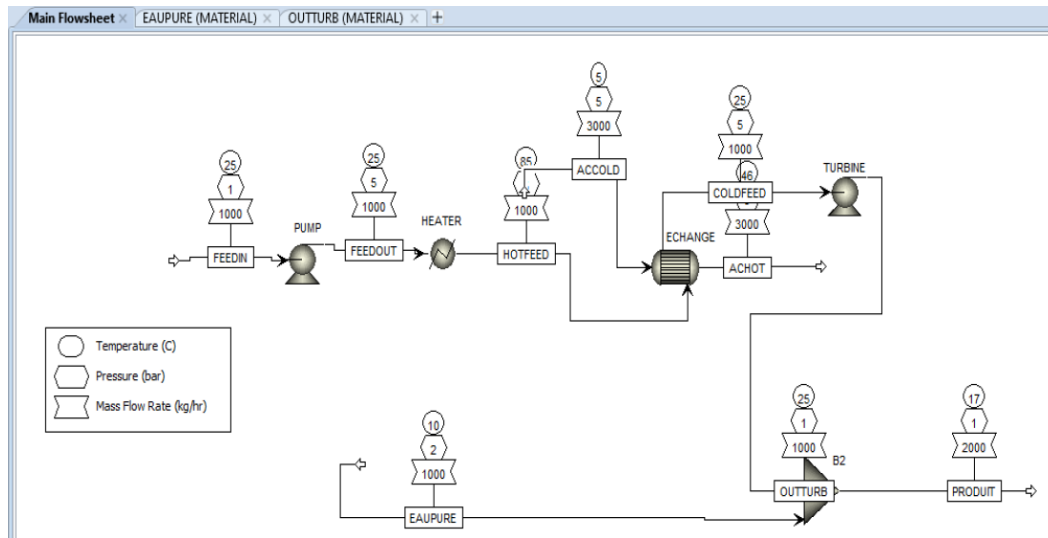 Main Flowsheet × EAUPURE (MATERIAL) × OUTTURB (MATERIAL) × +
5
5
3000
ACCOLD
25
5
1000
46
3000
COLDFEED
TURBINE
25
1
1000
FEEDIN
PUMP
25
5
1000
FEEDOUT
HEATER
85
1000
HOTFEED
ECHANGE
ACHOT
Temperature (C)
Pressure (bar)
Mass Flow Rate (kg/hr)
10
2
1000
EAUPURE
25
1
1000
B2
OUTTURB
17
1
2000
PRODUIT